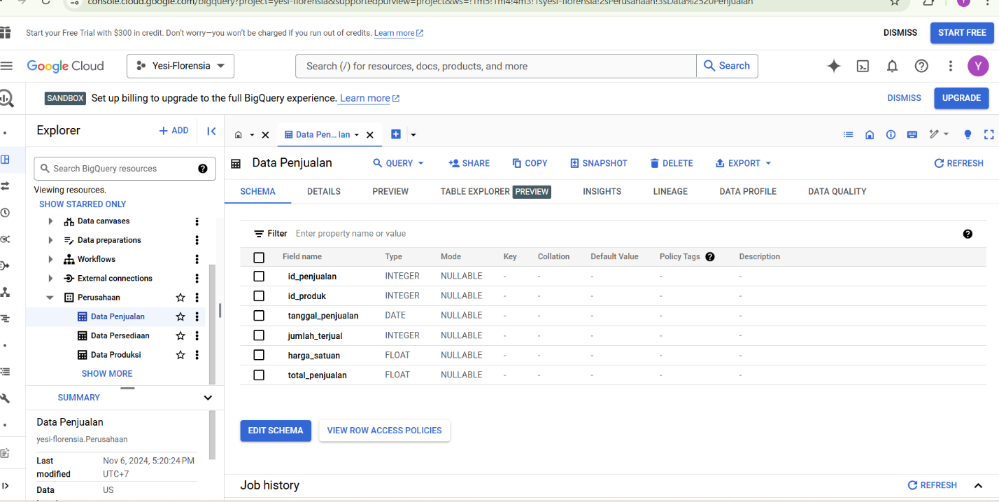 console.cloud.google.com/bigquery?project=yesi-florensia&supportedpurview=project&ws=!1m5!1m4!4m3!1syesi-florensia!2sPerusahaan!3sData%2520Penjualan
Start your Free Trial with $300 in credit. Don't worry—you won't be charged if you run out of credits. Learn more
DISMISS
START FREE
Google Cloud
Yesi-Florensia
Search (/) for resources, docs, products, and more
Search
Y
SANDBOX Set up billing to upgrade to the full BigQuery experience. Learn more
DISMISS
UPGRADE
Explorer
+ ADD
Search BigQuery resources
Viewing resources.
SHOW STARRED ONLY
Data canvases
Data preparations
Workflows
External connections
Perusahaan
Data Penjualan
Data Persediaan
Data Produksi
SHOW MORE
SUMMARY
Data Penjualan
yesi-florensia.Perusahaan
Last modified Nov 6, 2024, 5:20:24 PM UTC+7
Data US
Data Pen... lan
Data Penjualan
QUERY
SHARE
COPY
SNAPSHOT
DELETE
EXPORT
REFRESH
SCHEMA DETAILS PREVIEW TABLE EXPLORER PREVIEW INSIGHTS LINEAGE DATA PROFILE DATA QUALITY
Filter Enter property name or value
Field name Type Mode Key Collation Default Value Policy Tags Description
id_penjualan INTEGER NULLABLE - - - - -
id_produk INTEGER NULLABLE - - - - -
tanggal_penjualan DATE NULLABLE - - - - -
jumlah_terjual INTEGER NULLABLE - - - - -
harga_satuan FLOAT NULLABLE - - - - -
total_penjualan FLOAT NULLABLE - - - - -
EDIT SCHEMA
VIEW ROW ACCESS POLICIES
Job history
REFRESH